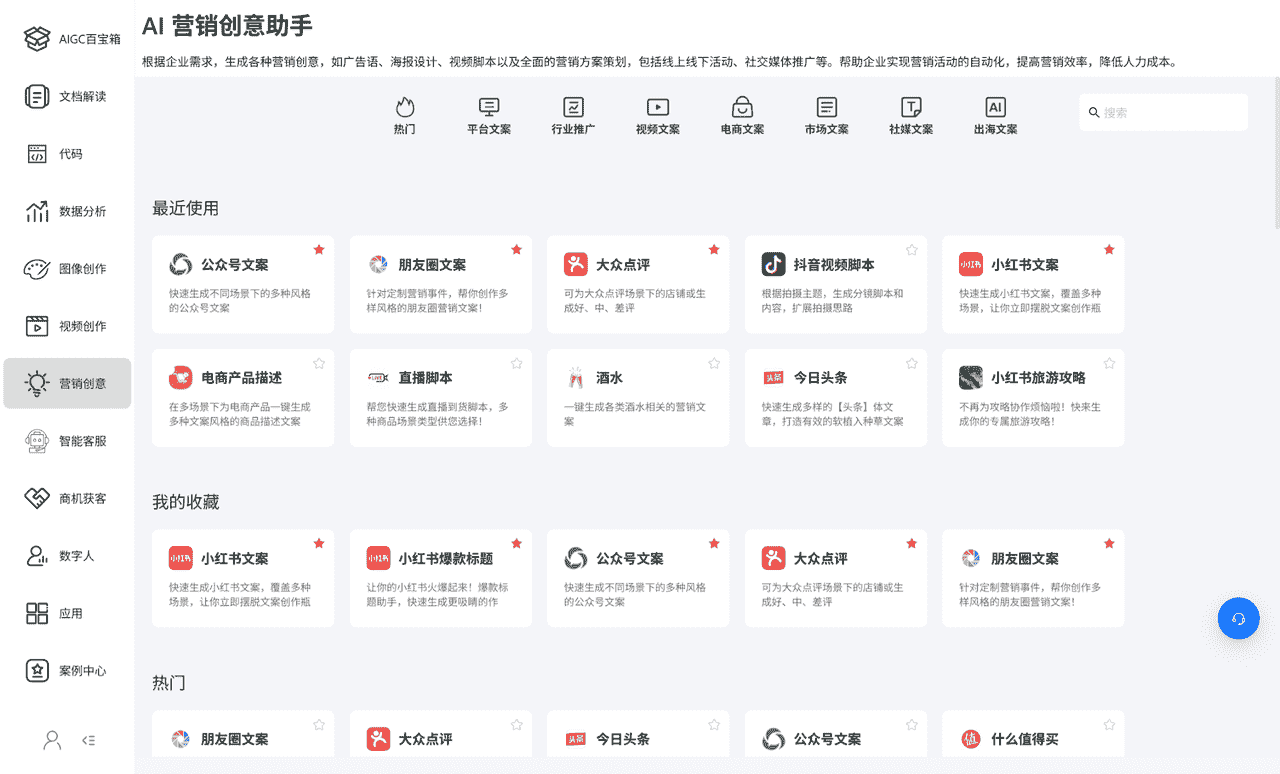 AIGC百宝箱
文档解读
代码
数据分析
图像创作
视频创作
营销创意
智能客服
商机获客
数字人
应用
案例中心
AI 营销创意助手
根据企业需求，生成各种营销创意，如广告语、海报设计、视频脚本以及全面的营销方案策划，包括线上线下活动、社交媒体推广等。帮助企业实现营销活动的自动化，提高营销效率，降低人力成本。
热门
平台文案
行业推广
视频文案
电商文案
市场文案
社媒文案
出海文案
搜索
最近使用
公众号文案
快速生成不同场景下的多种风格
的公众号文案
朋友圈文案
针对定制营销事件，帮你创作多
样风格的朋友圈营销文案！
大众点评
可为大众点评场景下的店铺或生
成好、中、差评
抖音视频脚本
根据拍摄主题，生成分镜脚本和
内容，扩展拍摄思路
小红书
小红书文案
快速生成小红书文案，覆盖多种
场景，让你立即摆脱文案创作瓶
电商产品描述
在多场景下为电商产品一键生成
多种文案风格的商品描述文案
LIVE
直播脚本
帮您快速生成直播到货脚本，多
种商品场景类型供您选择！
酒水
一键生成各类酒水相关的营销文
案
头条
今日头条
快速生成多样的【头条】体文
章，打造有效的软植入种草文案
小红书旅游攻略
不再为攻略协作烦恼啦！快来生
成你的专属旅游攻略！
我的收藏
小红书
小红书文案
快速生成小红书文案，覆盖多种
场景，让你立即摆脱文案创作瓶
小红书
小红书爆款标题
让你的小红书火爆起来！爆款标
题助手，快速生成更吸睛的作
公众号文案
快速生成不同场景下的多种风格
的公众号文案
大众点评
可为大众点评场景下的店铺或生
成好、中、差评
朋友圈文案
针对定制营销事件，帮你创作多
样风格的朋友圈营销文案！
热门
朋友圈文案
大众点评
头条
今日头条
公众号文案
值
什么值得买